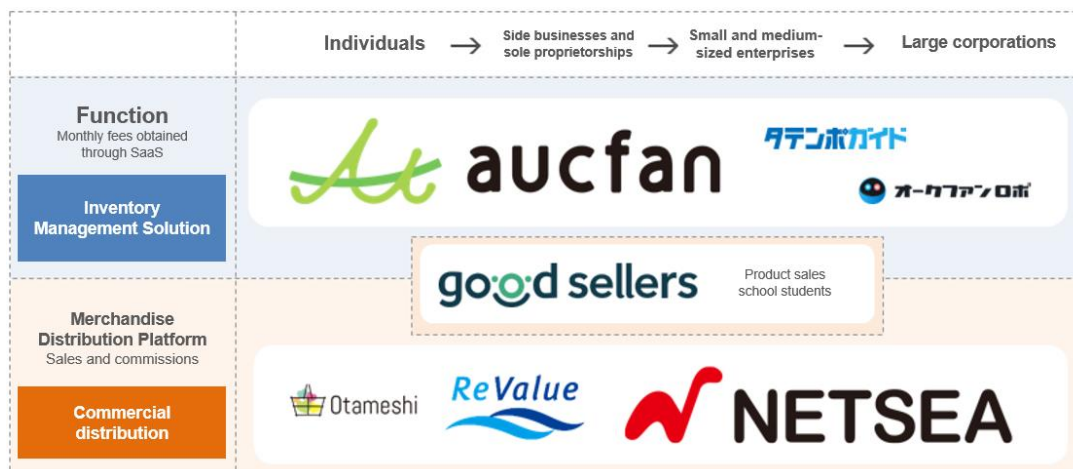 Individuals → Side businesses and
sole proprietorships → Small and medium-
sized enterprises → Large corporations
Function
Monthly fees obtained
through SaaS
Inventory
Management Solution
aucfan
タテンポガイド
オークファンロボ
good sellers
Product sales
school students
Merchandise
Distribution Platform
Sales and commissions
Commercial
distribution
Otameshi
ReValue
NETSEA